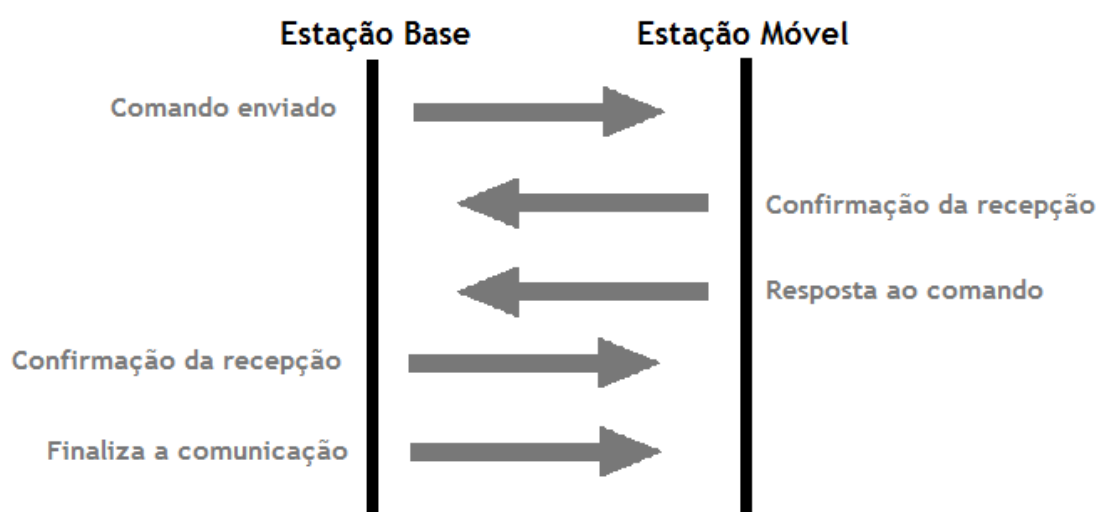 Estação Base
Estação Móvel
Comando enviado
Confirmação da recepção
Resposta ao comando
Confirmação da recepção
Finaliza a comunicação